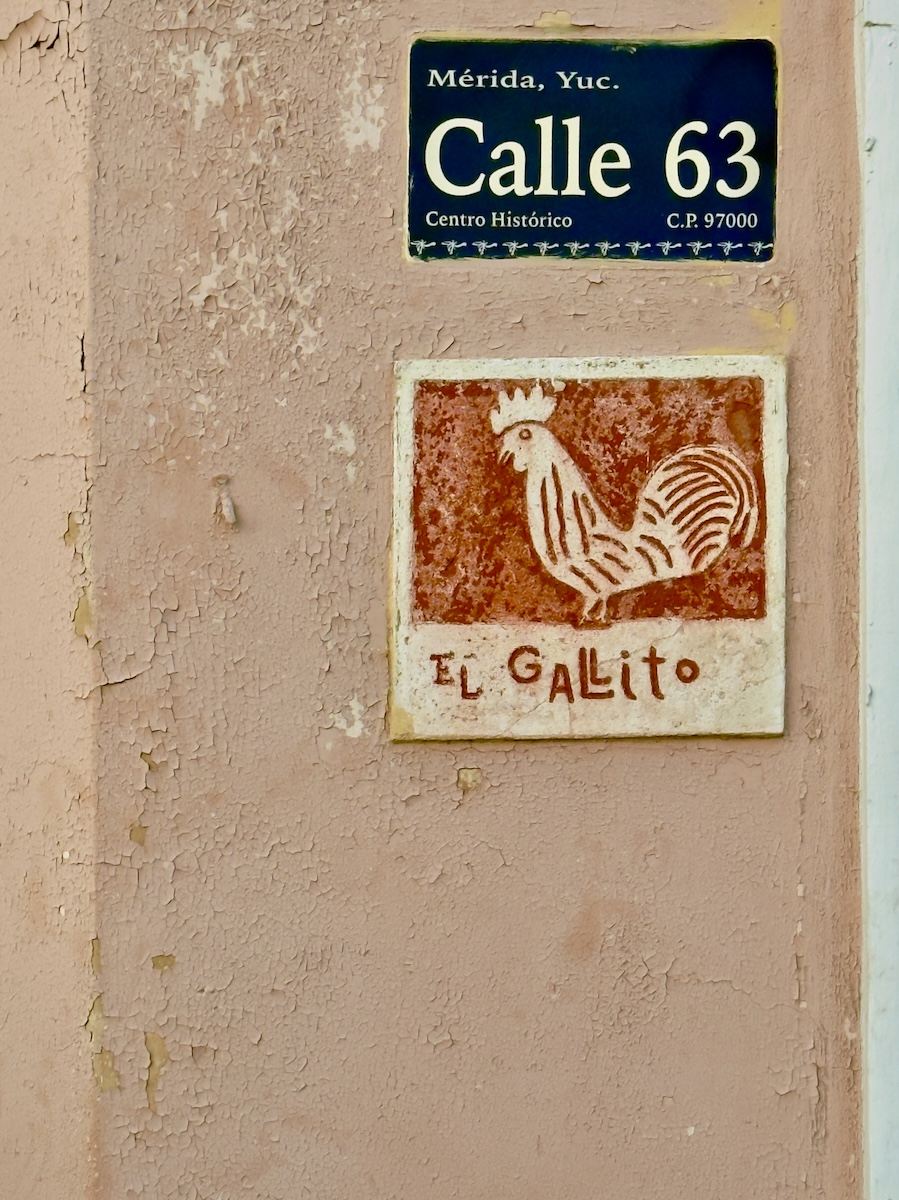 Mérida, Yuc.
Calle 63
Centro Histórico C.P. 97000
EL GALLitO